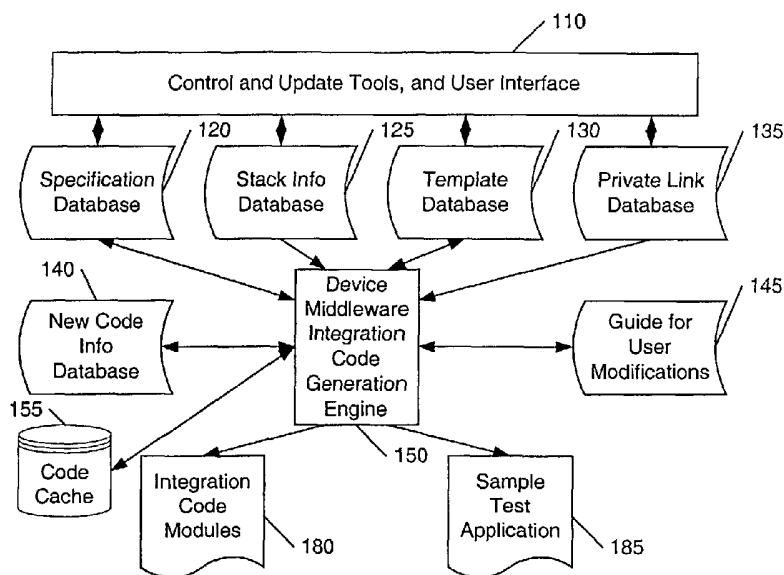 110
Control and Update Tools, and User Interface
120
125
130
135
Specification
Database
Stack Info
Database
Template
Database
Private Link
Database
140
New Code
Info
Database
Device
Middleware
Integration
Code
Generation
Engine
145
Guide for
User
Modifications
155
Code
Cache
150
Integration
Code
Modules
180
Sample
Test
Application
185